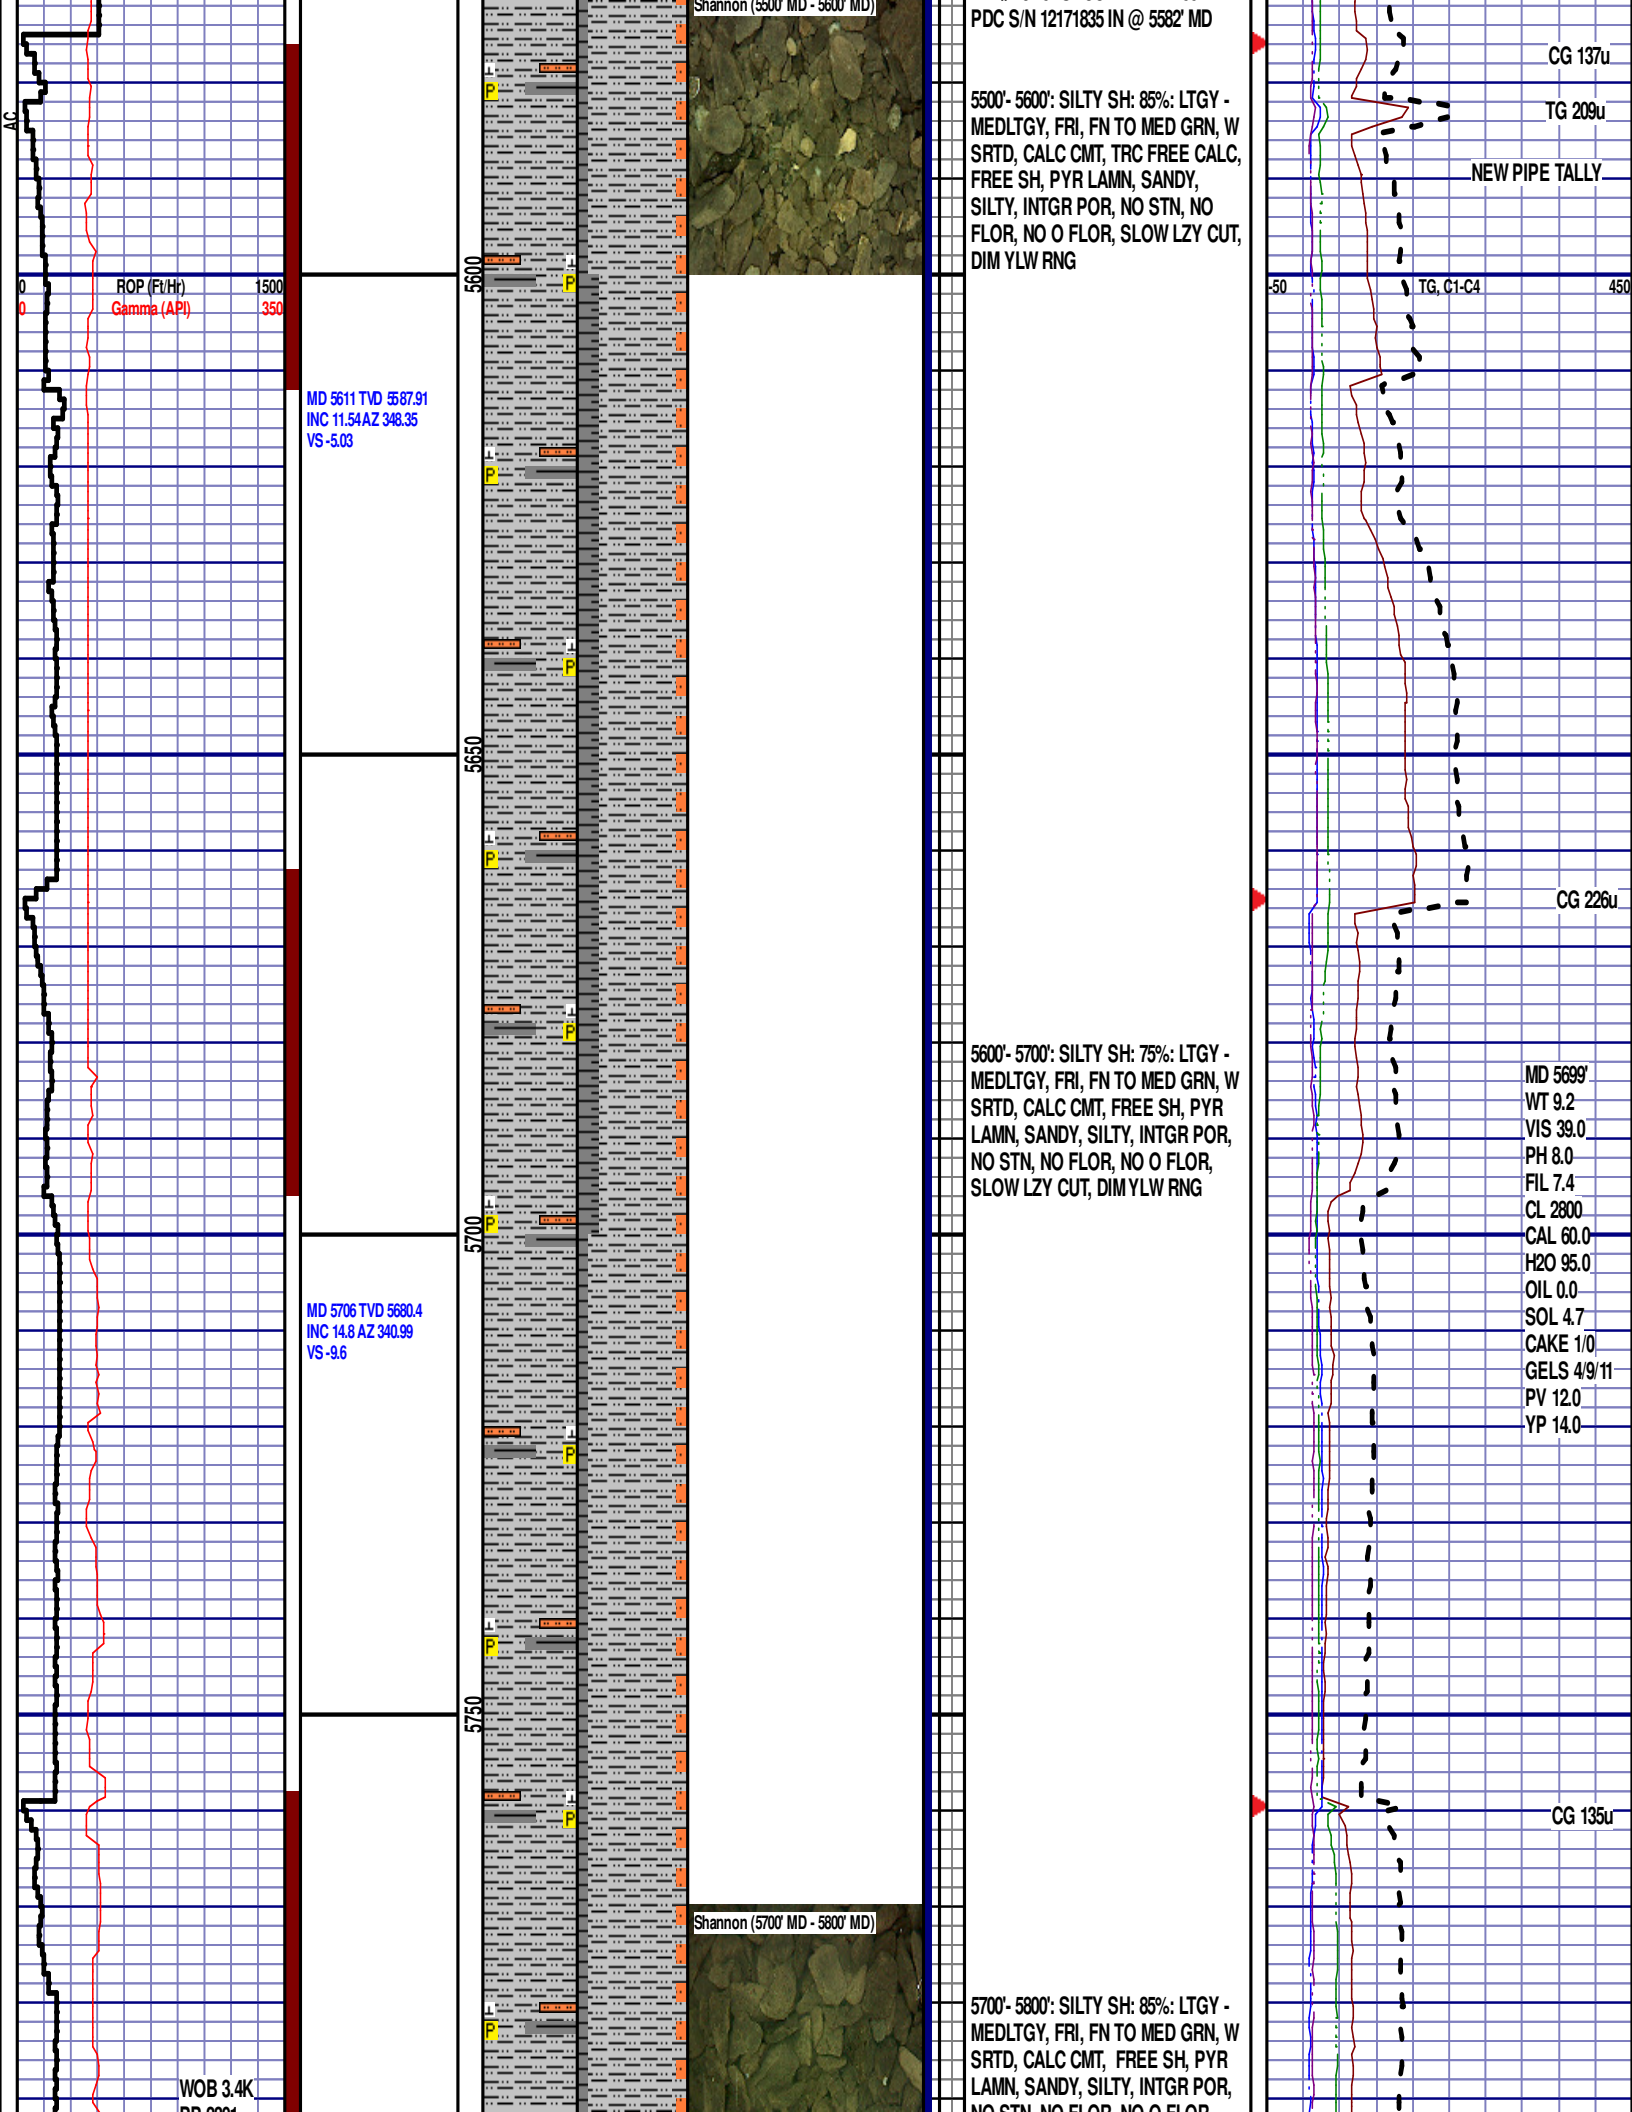 Shannon (5500' MD - 5600' MD)
PDC S/N 12171835 IN @ 5582' MD
CG 137u
AC
5500'- 5600': SILTY SH: 85%: LTGY -
MEDLTGY, FRI, FN TO MED GRN, W
SRTD, CALC CMT, TRC FREE CALC,
FREE SH, PYR LAMN, SANDY,
SILTY, INTGR POR, NO STN, NO
FLOR, NO O FLOR, SLOW LZY CUT,
DIM YLW RNG
TG 209u
NEW PIPE TALLY
5600
0 ROP (Ft/Hr) 1500
0 Gamma (API) 350
-50 TG, C1-C4 450
MD 5611 TVD 5587.91
INC 11.54 AZ 348.35
VS -5.03
P
P
P
P
5650
P
CG 226u
P
5600'- 5700': SILTY SH: 75%: LTGY -
MEDLTGY, FRI, FN TO MED GRN, W
SRTD, CALC CMT, FREE SH, PYR
LAMN, SANDY, SILTY, INTGR POR,
NO STN, NO FLOR, NO O FLOR,
SLOW LZY CUT, DIM YLW RNG
MD 5699'
WT 9.2
VIS 39.0
PH 8.0
FIL 7.4
CL 2800
CAL 60.0
H2O 95.0
OIL 0.0
SOL 4.7
CAKE 1/0
GELS 4/9/11
PV 12.0
YP 14.0
P
5700
MD 5706 TVD 5680.4
INC 14.8 AZ 340.99
VS -9.6
P
P
5750
P
CG 135u
Shannon (5700' MD - 5800' MD)
P
5700'- 5800': SILTY SH: 85%: LTGY -
MEDLTGY, FRI, FN TO MED GRN, W
SRTD, CALC CMT, FREE SH, PYR
LAMN, SANDY, SILTY, INTGR POR,
NO STN, NO FLOR, NO O FLOR
WOB 3.4K